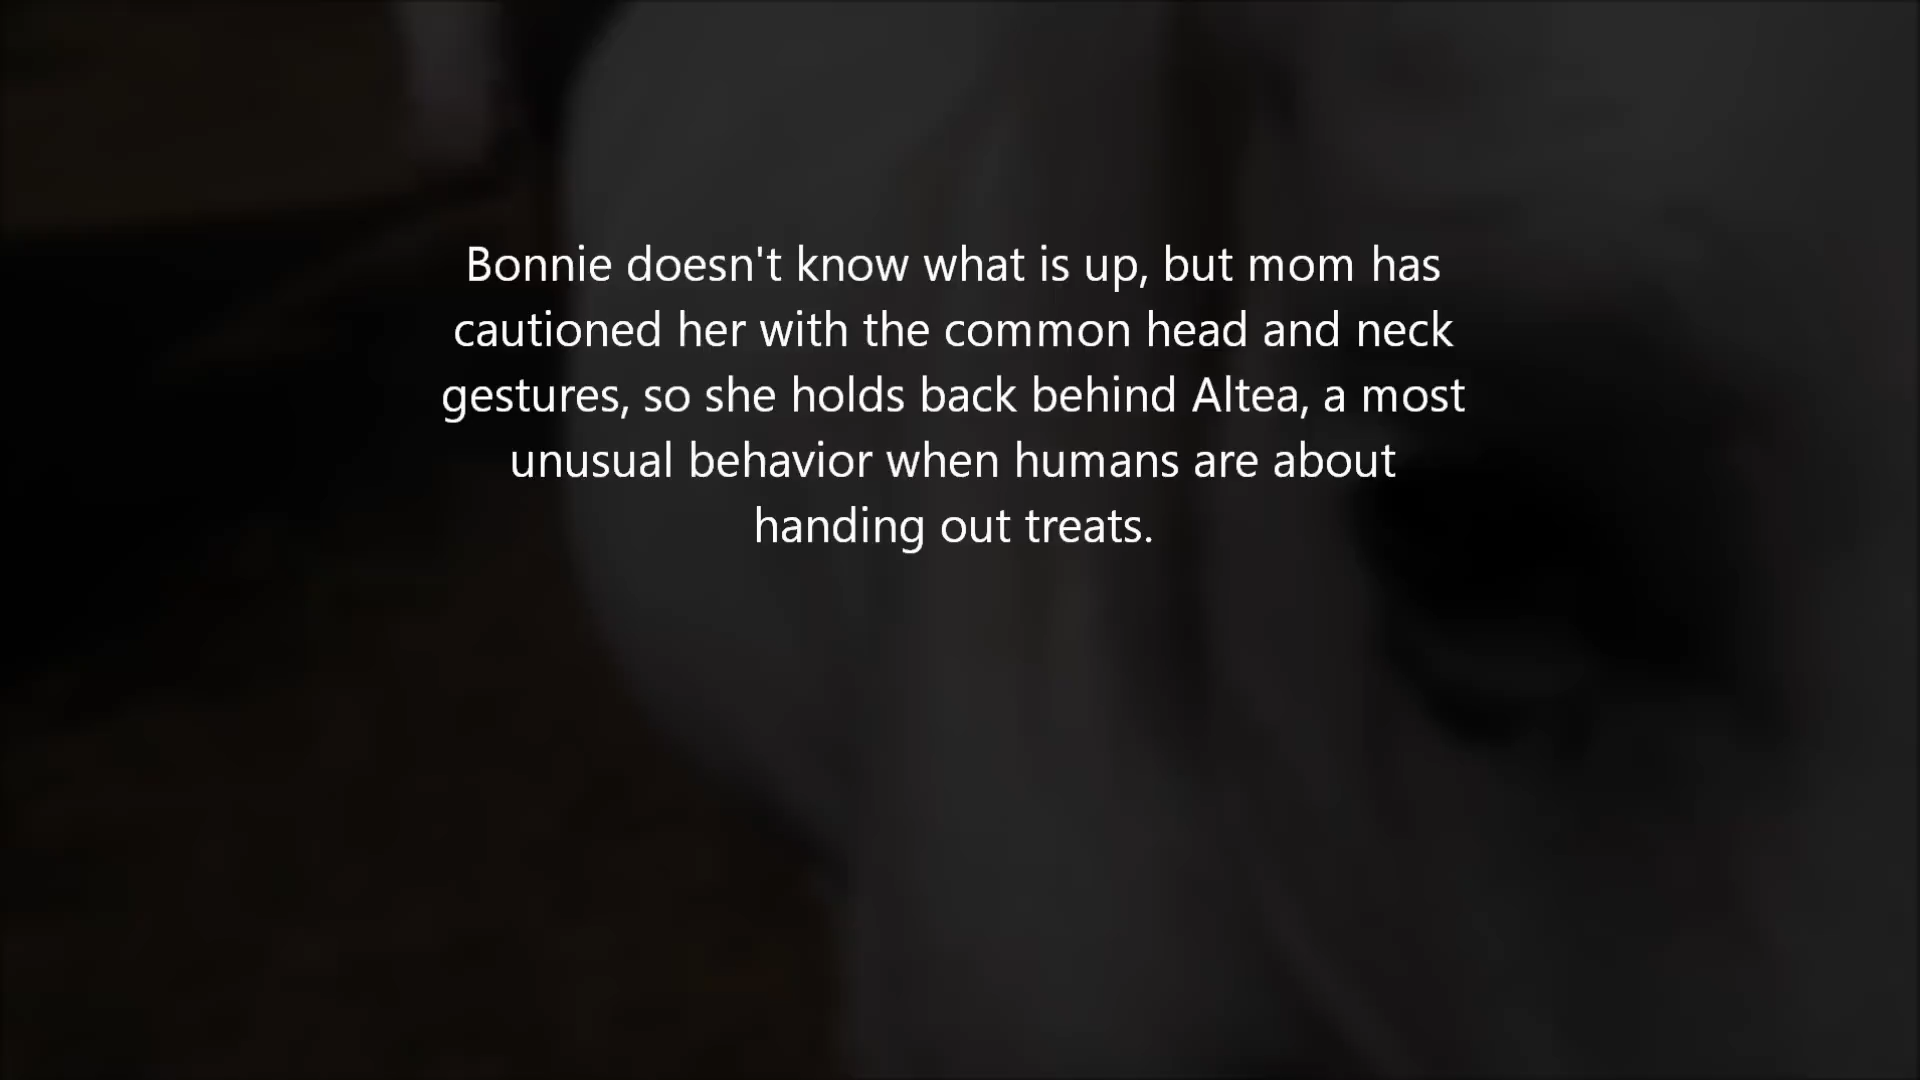 Bonnie doesn't know what is up, but mom has
cautioned her with the common head and neck
gestures, so she holds back behind Altea, a most
unusual behavior when humans are about
handing out treats.